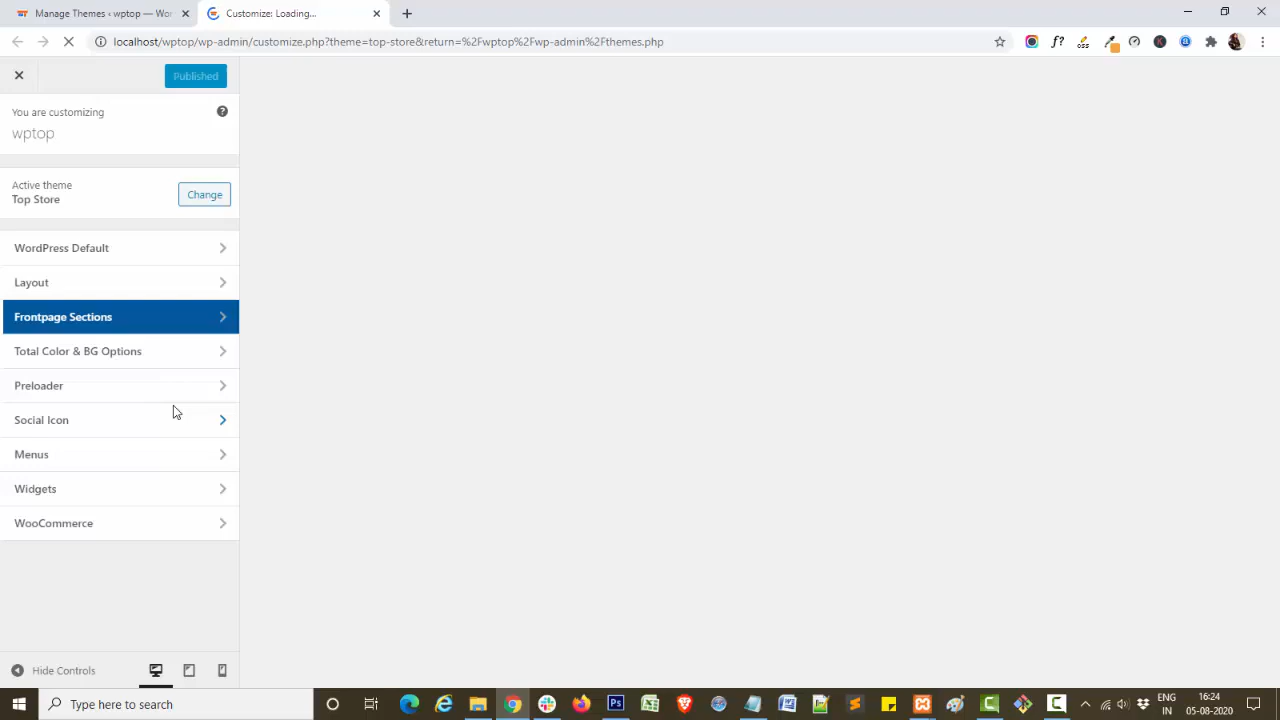 Manage Themes ‹ wptop — Wor
Customize: Loading...
localhost/wptop/wp-admin/customize.php?theme=top-store&return=%2Fwptop%2Fwp-admin%2Fthemes.php
Published
You are customizing
wptop
Active theme
Top Store
Change
WordPress Default
Layout
Frontpage Sections
Total Color & BG Options
Preloader
Social Icon
Menus
Widgets
WooCommerce
Hide Controls
Type here to search
ENG
IN
16:24
05-08-2020